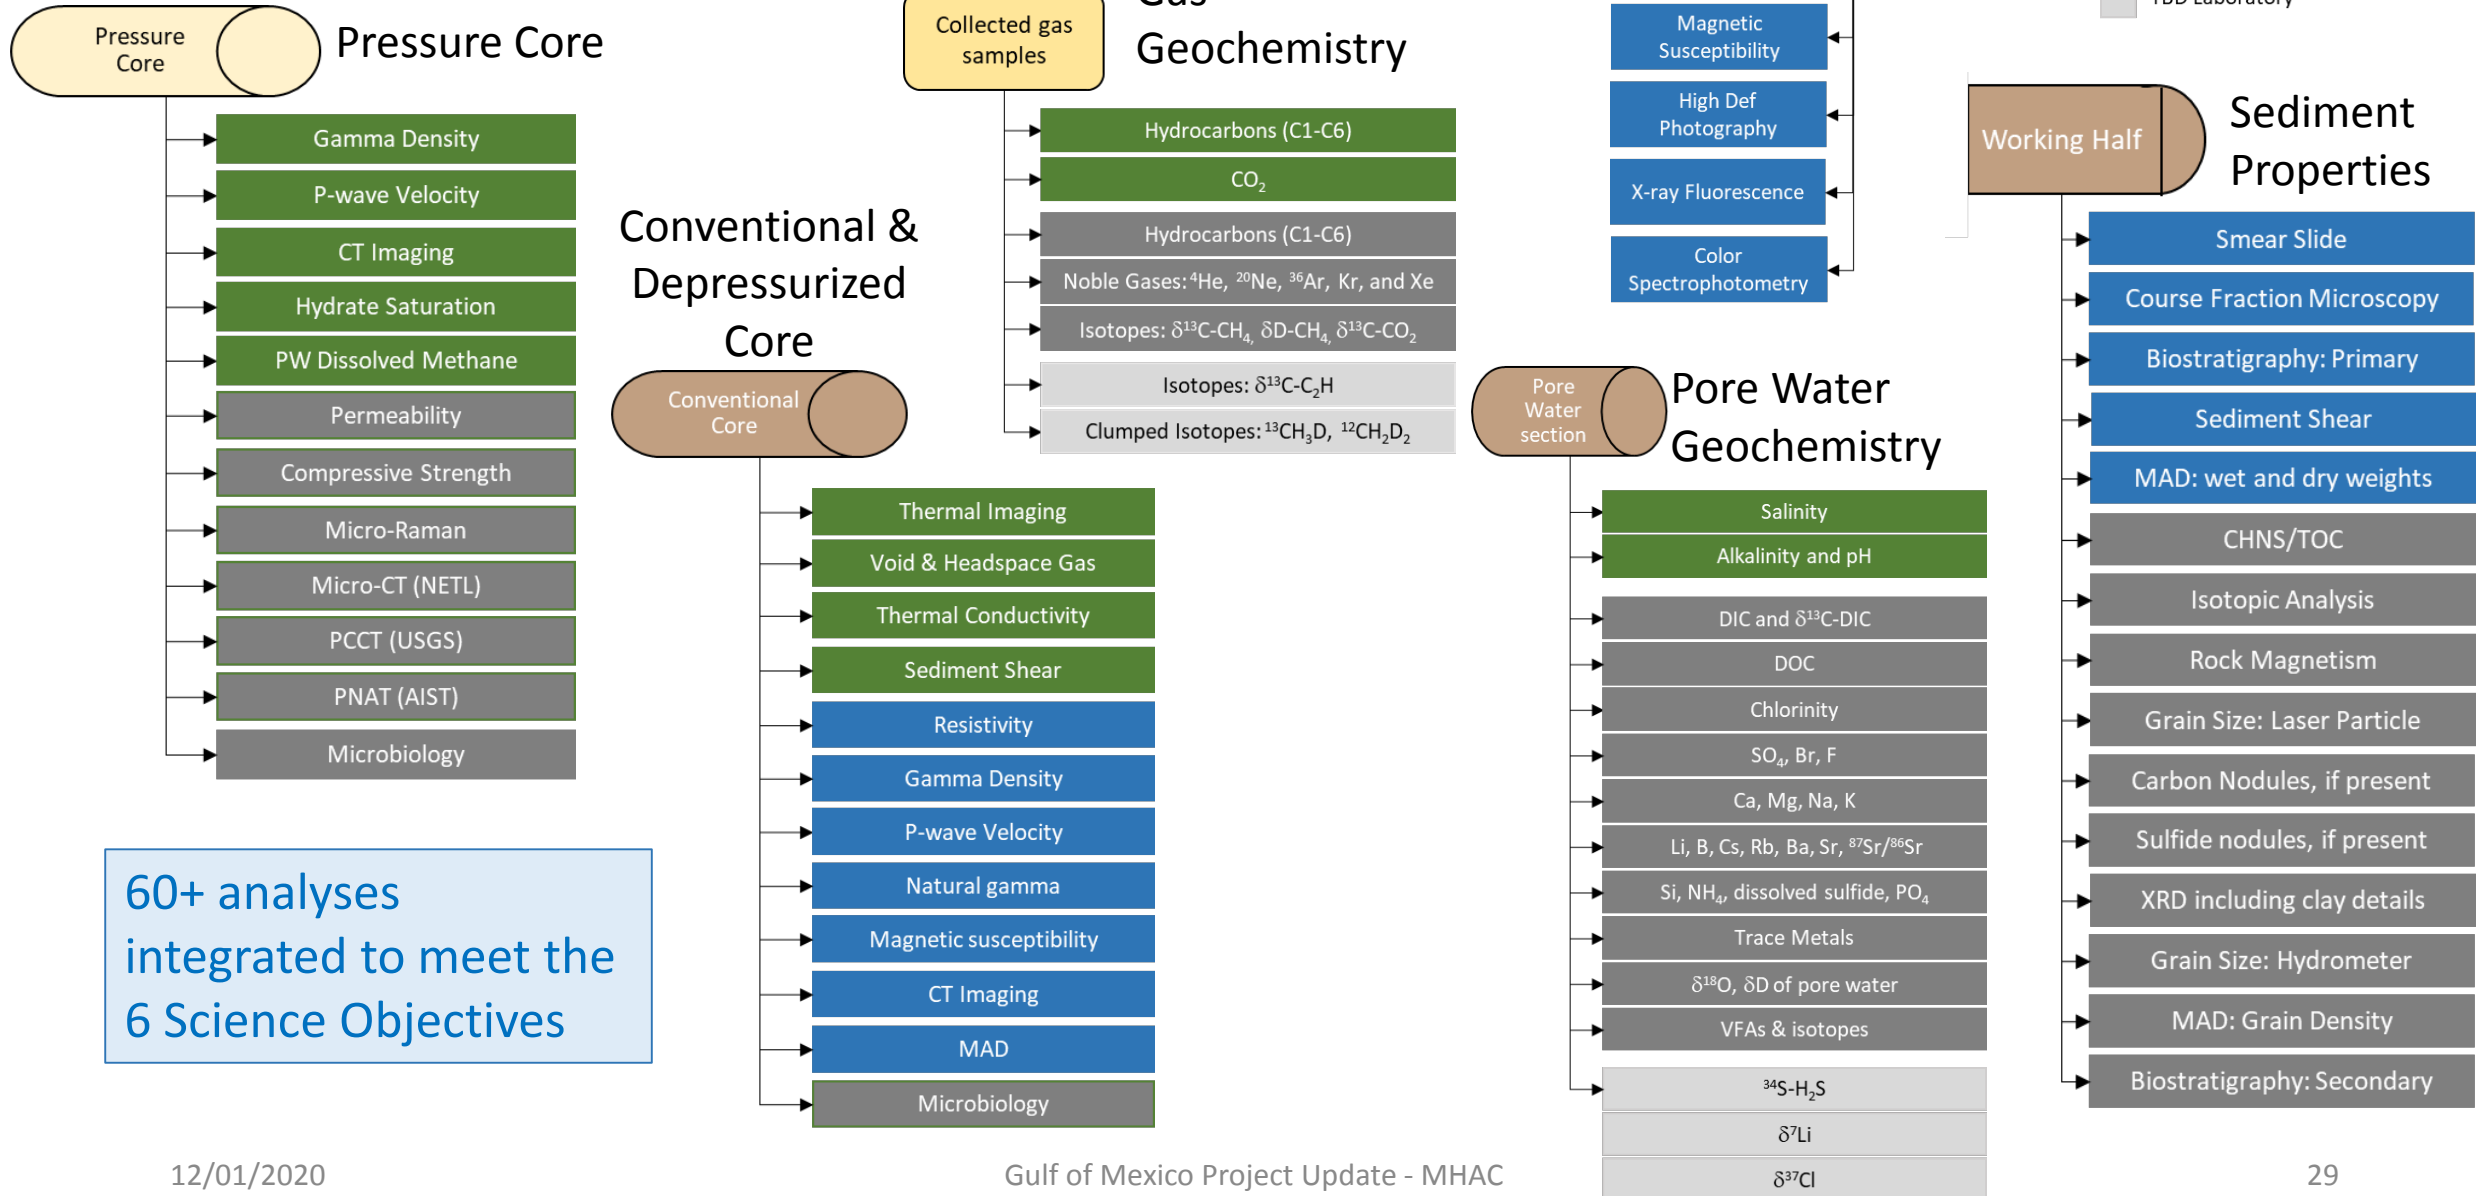 Pressure
Core
Pressure Core
Gamma Density
P-wave Velocity
CT Imaging
Hydrate Saturation
PW Dissolved Methane
Permeability
Compressive Strength
Micro-Raman
Micro-CT (NETL)
PCCT (USGS)
PNAT (AIST)
Microbiology
60+ analyses
integrated to meet the
6 Science Objectives
Conventional &
Depressurized
Core
Conventional
Core
Thermal Imaging
Void & Headspace Gas
Thermal Conductivity
Sediment Shear
Resistivity
Gamma Density
P-wave Velocity
Natural gamma
Magnetic susceptibility
CT Imaging
MAD
Microbiology
Collected gas
samples
Gas
Geochemistry
Hydrocarbons (C1-C6)
CO₂
Hydrocarbons (C1-C6)
Noble Gases: ⁴He, ²⁰Ne, ³⁶Ar, Kr, and Xe
Isotopes: δ¹³C-CH₄, δD-CH₄, δ¹³C-CO₂
Isotopes: δ¹³C-C₂H
Clumped Isotopes: ¹³CH₃D, ¹²CH₂D₂
Magnetic
Susceptibility
High Def
Photography
X-ray Fluorescence
Color
Spectrophotometry
Pore
Water
section
Pore Water
Geochemistry
Salinity
Alkalinity and pH
DIC and δ¹³C-DIC
DOC
Chlorinity
SO₄, Br, F
Ca, Mg, Na, K
Li, B, Cs, Rb, Ba, Sr, ⁸⁷Sr/⁸⁶Sr
Si, NH₄, dissolved sulfide, PO₄
Trace Metals
δ¹⁸O, δD of pore water
VFAs & isotopes
³⁴S-H₂S
δ⁷Li
δ³⁷Cl
TBD Laboratory
Working Half
Sediment
Properties
Smear Slide
Course Fraction Microscopy
Biostratigraphy: Primary
Sediment Shear
MAD: wet and dry weights
CHNS/TOC
Isotopic Analysis
Rock Magnetism
Grain Size: Laser Particle
Carbon Nodules, if present
Sulfide nodules, if present
XRD including clay details
Grain Size: Hydrometer
MAD: Grain Density
Biostratigraphy: Secondary
12/01/2020
Gulf of Mexico Project Update - MHAC
29